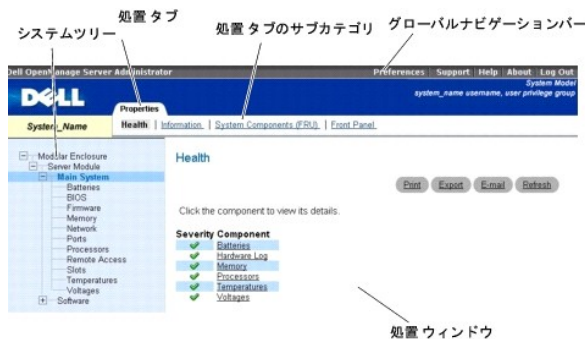 システムツリー
処置 タブ
処置 タブのサブカテゴリ
グローバルナビゲーションバー
Dell OpenManage Server Administrator
Preferences Support Help About Log Out
System Model
system_name username, user privilege group
DELL
Properties
System_Name
Health Information System Components (FRU) Front Panel
Modular Enclosure
Server Module
Main System
Batteries
BIOS
Firmware
Memory
Network
Ports
Processors
Remote Access
Slots
Temperatures
Voltages
Software
Health
Print Export E-mail Refresh
Click the component to view its details.
Severity Component
Batteries
Hardware Log
Memory
Processors
Temperatures
Voltages
処置 ウィンドウ